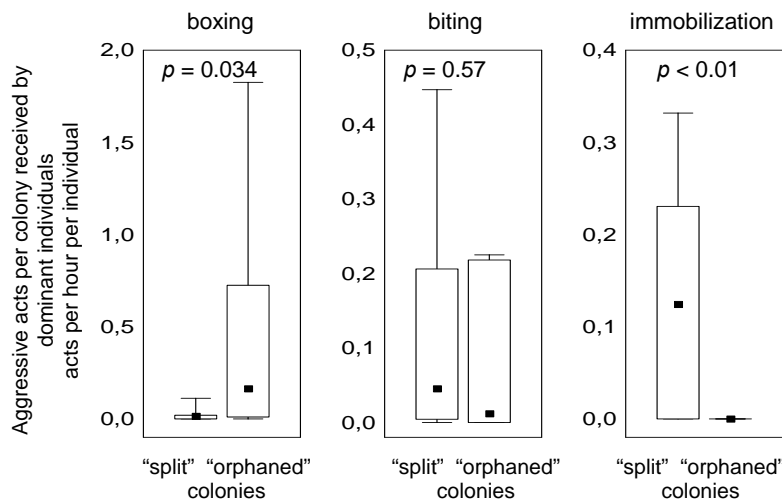 boxing
biting
immobilization
Aggressive acts per colony received by
dominant individuals
acts per hour per individual
2,0
1,5
1,0
0,5
0,0
p = 0.034
0,5
0,4
0,3
0,2
0,1
0,0
p = 0.57
0,4
0,3
0,2
0,1
0,0
p < 0.01
“split” “orphaned”
colonies
“split” “orphaned”
colonies
“split” “orphaned”
colonies